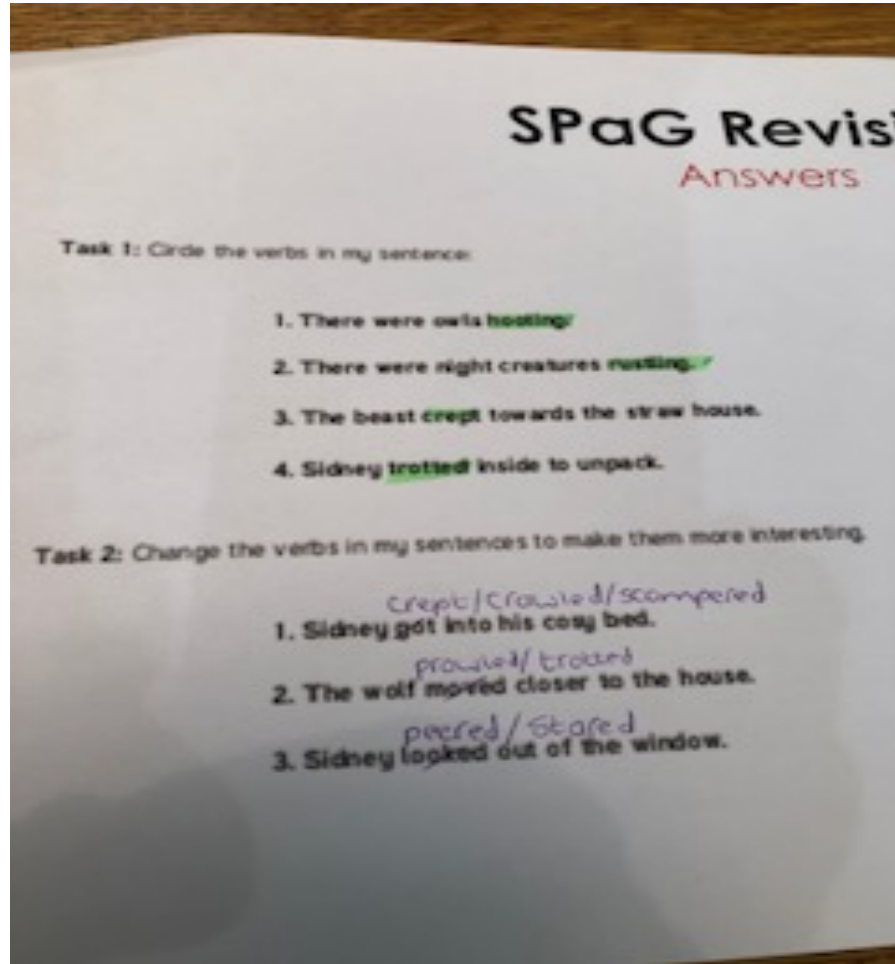 SPaG Revisi
Answers
Task 1: Circle the verbs in my sentence:
1. There were owls hooting.
2. There were night creatures rustling.
3. The beast crept towards the straw house.
4. Sidney trotted inside to unpack.
Task 2: Change the verbs in my sentences to make them more interesting.
crept/crawled/scampered
1. Sidney got into his cosy bed.
prowled/trotted
2. The wolf moved closer to the house.
peered/stared
3. Sidney looked out of the window.